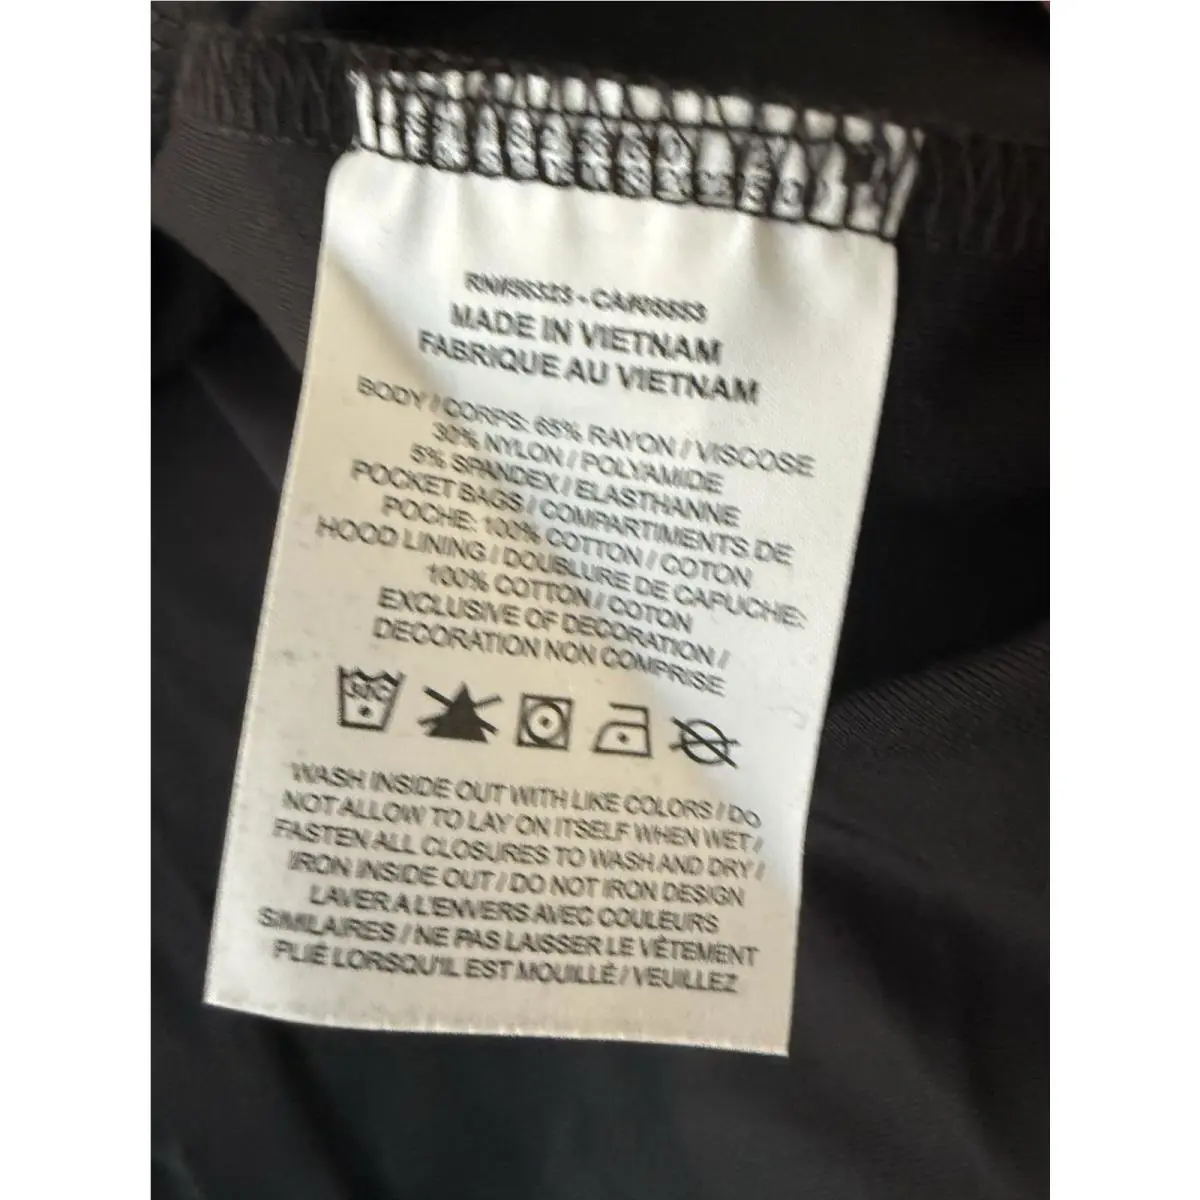 MADE IN VIETNAM
FABRIQUE AU VIETNAM
BODY / CORPS: 65% RAYON / VISCOSE
30% NYLON / POLYAMIDE
5% SPANDEX / ELASTHANNE
POCKET BAGS / COMPARTIMENTS DE
POCHE: 100% COTTON / COTON
HOOD LINING / DOUBLURE DE CAPUCHE:
100% COTTON / COTON
EXCLUSIVE OF DECORATION /
DECORATION NON COMPRISE
30C
WASH INSIDE OUT WITH LIKE COLORS / DO
NOT ALLOW TO LAY ON ITSELF WHEN WET /
FASTEN ALL CLOSURES TO WASH AND DRY /
IRON INSIDE OUT / DO NOT IRON DESIGN
LAVER A L'ENVERS AVEC COULEURS
SIMILAIRES / NE PAS LAISSER LE VÊTEMENT
PLIÉ LORSQU'IL EST MOUILLÉ / VEUILLEZ